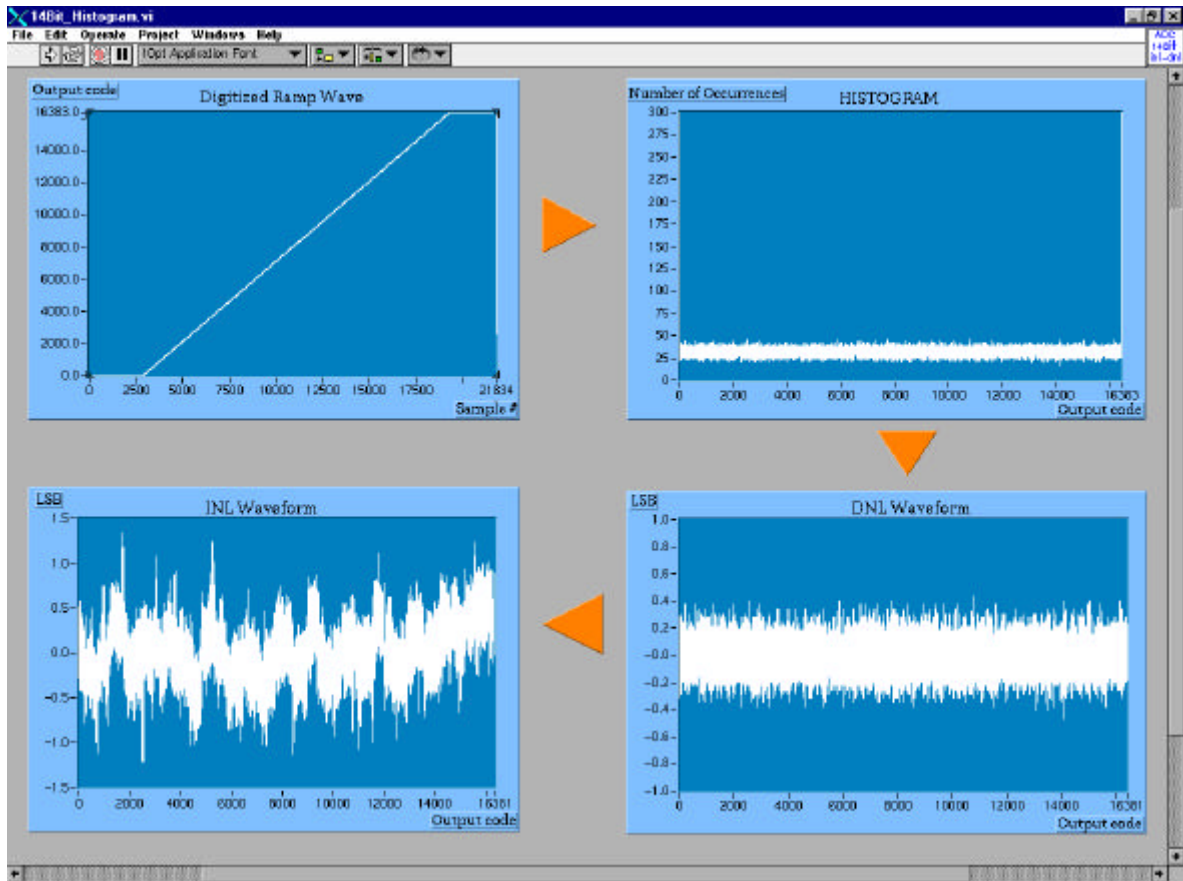 14Bit_Histogram.vi
File Edit Operate Project Windows Help
10pt Application Font
ADC
14Bit
inl-dnl
Output code
Digitized Ramp Wave
16383.0
14000.0
12000.0
10000.0
8000.0
6000.0
4000.0
2000.0
0.0
0 2500 5000 7500 10000 12500 15000 17500 21834
Sample #
Number of Occurrences
HISTOGRAM
300
275
250
225
200
175
150
125
100
75
50
25
0
0 2000 4000 6000 8000 10000 12000 14000 16383
Output code
LSB
INL Waveform
1.5
1.0
0.5
0.0
-0.5
-1.0
-1.5
0 2000 4000 6000 8000 10000 12000 14000 16381
Output code
LSB
DNL Waveform
1.0
0.8
0.6
0.4
0.2
-0.0
-0.2
-0.4
-0.6
-0.8
-1.0
0 2000 4000 6000 8000 10000 12000 14000 16381
Output code